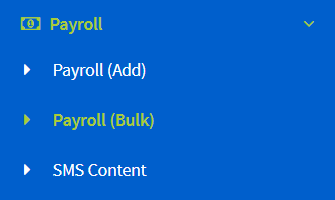 Payroll
Payroll (Add)
Payroll (Bulk)
SMS Content